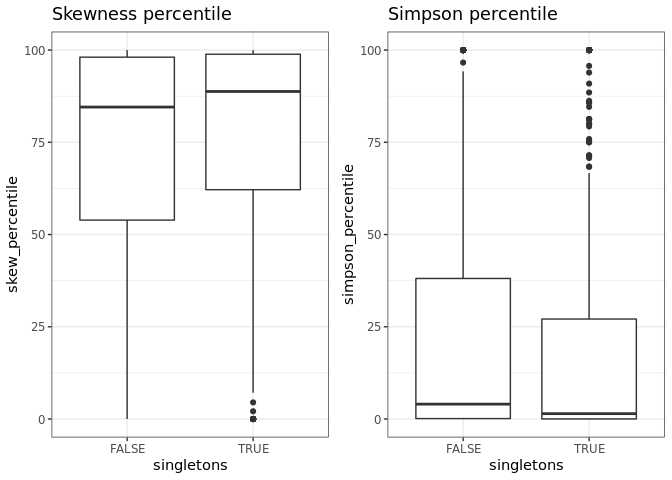 Skewness percentile
100
75
50
25
0
skew_percentile
FALSE
TRUE
singletons
Simpson percentile
100
75
50
25
0
simpson_percentile
FALSE
TRUE
singletons